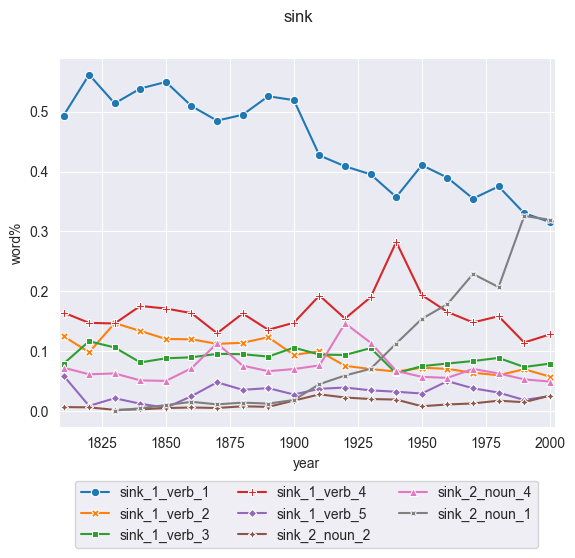 sink
0.5
0.4
0.3
0.2
0.1
0.0
word%
1825 1850 1875 1900 1925 1950 1975 2000
year
sink_1_verb_1 sink_1_verb_4 sink_2_noun_4
sink_1_verb_2 sink_1_verb_5 sink_2_noun_1
sink_1_verb_3 sink_2_noun_2